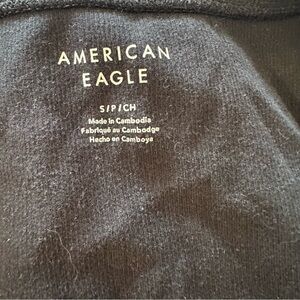 AMERICAN
EAGLE
S/P/CH
Made in Cambodia
Fabriqué au Cambodge
Hecho en Camboya